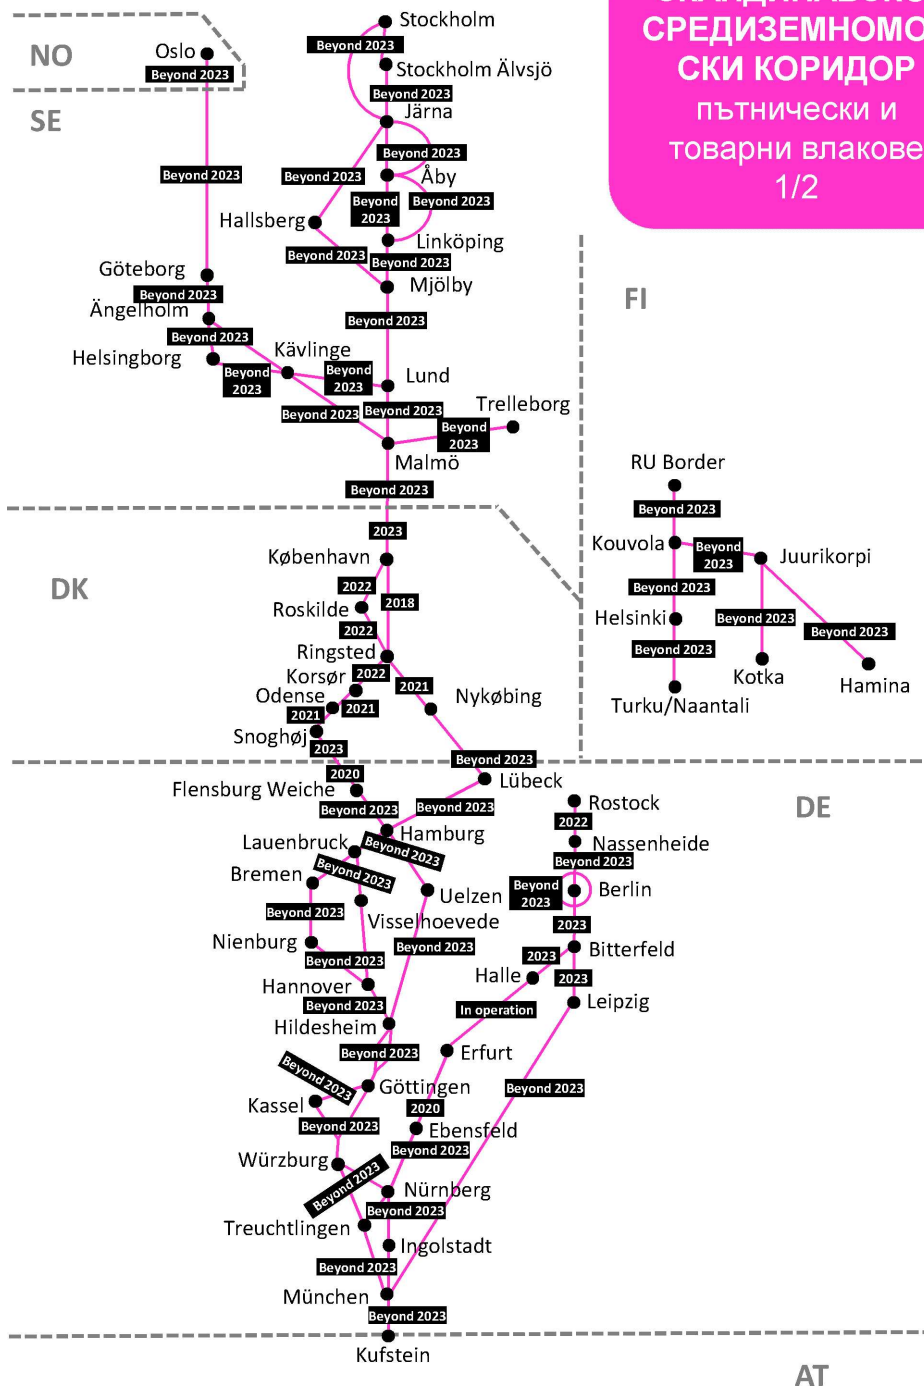 СРЕДИЗЕМНОМОР
СКИ КОРИДОР
пътнически и
товарни влакове
1/2
NO
Oslo
Beyond 2023
SE
Stockholm
Beyond 2023
Stockholm Älvsjö
Beyond 2023
Järna
Beyond 2023
Beyond 2023
Beyond 2023
Åby
Beyond
2023
Beyond 2023
Hallsberg
Linköping
Beyond 2023
Beyond 2023
Göteborg
Mjölby
Beyond 2023
Ängelholm
Beyond 2023
Beyond 2023
Helsingborg
Kävlinge
Beyond
2023
Beyond
2023
Lund
Beyond 2023
Beyond 2023
Trelleborg
Beyond
2023
Malmö
Beyond 2023
FI
RU Border
Beyond 2023
Kouvola
Beyond
2023
Juurikorpi
Beyond 2023
Helsinki
Beyond 2023
Beyond 2023
Beyond 2023
Kotka
Hamina
Turku/Naantali
DK
2023
København
2022
2018
Roskilde
2022
Ringsted
2022
Korsør
2021
Odense
2021
2021
Nykøbing
Snoghøj
2023
Beyond 2023
2020
Lübeck
Flensburg Weiche
Beyond 2023
Beyond 2023
DE
Rostock
2022
Hamburg
Nassenheide
Lauenbruck
Beyond 2023
Beyond 2023
Beyond 2023
Bremen
Beyond
2023
Berlin
Uelzen
Beyond 2023
Visselhoevede
2023
Nienburg
Beyond 2023
Bitterfeld
Beyond 2023
2023
Halle
2023
Hannover
Leipzig
Beyond 2023
In operation
Hildesheim
Beyond 2023
Erfurt
Beyond 2023
Göttingen
Beyond 2023
Kassel
2020
Beyond 2023
Ebensfeld
Beyond 2023
Würzburg
Beyond 2023
Nürnberg
Beyond 2023
Treuchtlingen
Ingolstadt
Beyond 2023
München
Beyond 2023
Kufstein
AT